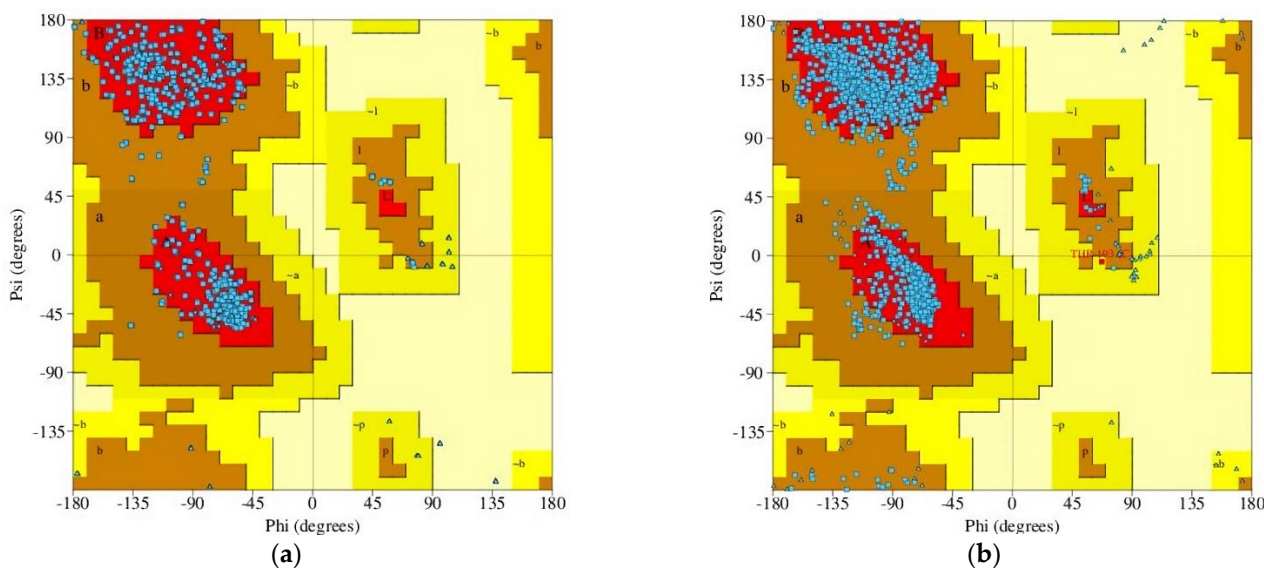 B
b
a
A
~b
b
~b
~l
l
L
~a
~b
b
~p
p
~b
180
135
90
45
0
-45
-90
-135
-180
-135
-90
-45
0
45
90
135
180
Psi (degrees)
Phi (degrees)
(a)
b
a
A
~b
b
~b
~l
l
L
~a
~b
b
~p
p
~b
180
135
90
45
0
-45
-90
-135
-180
-135
-90
-45
0
45
90
135
180
Psi (degrees)
Phi (degrees)
(b)